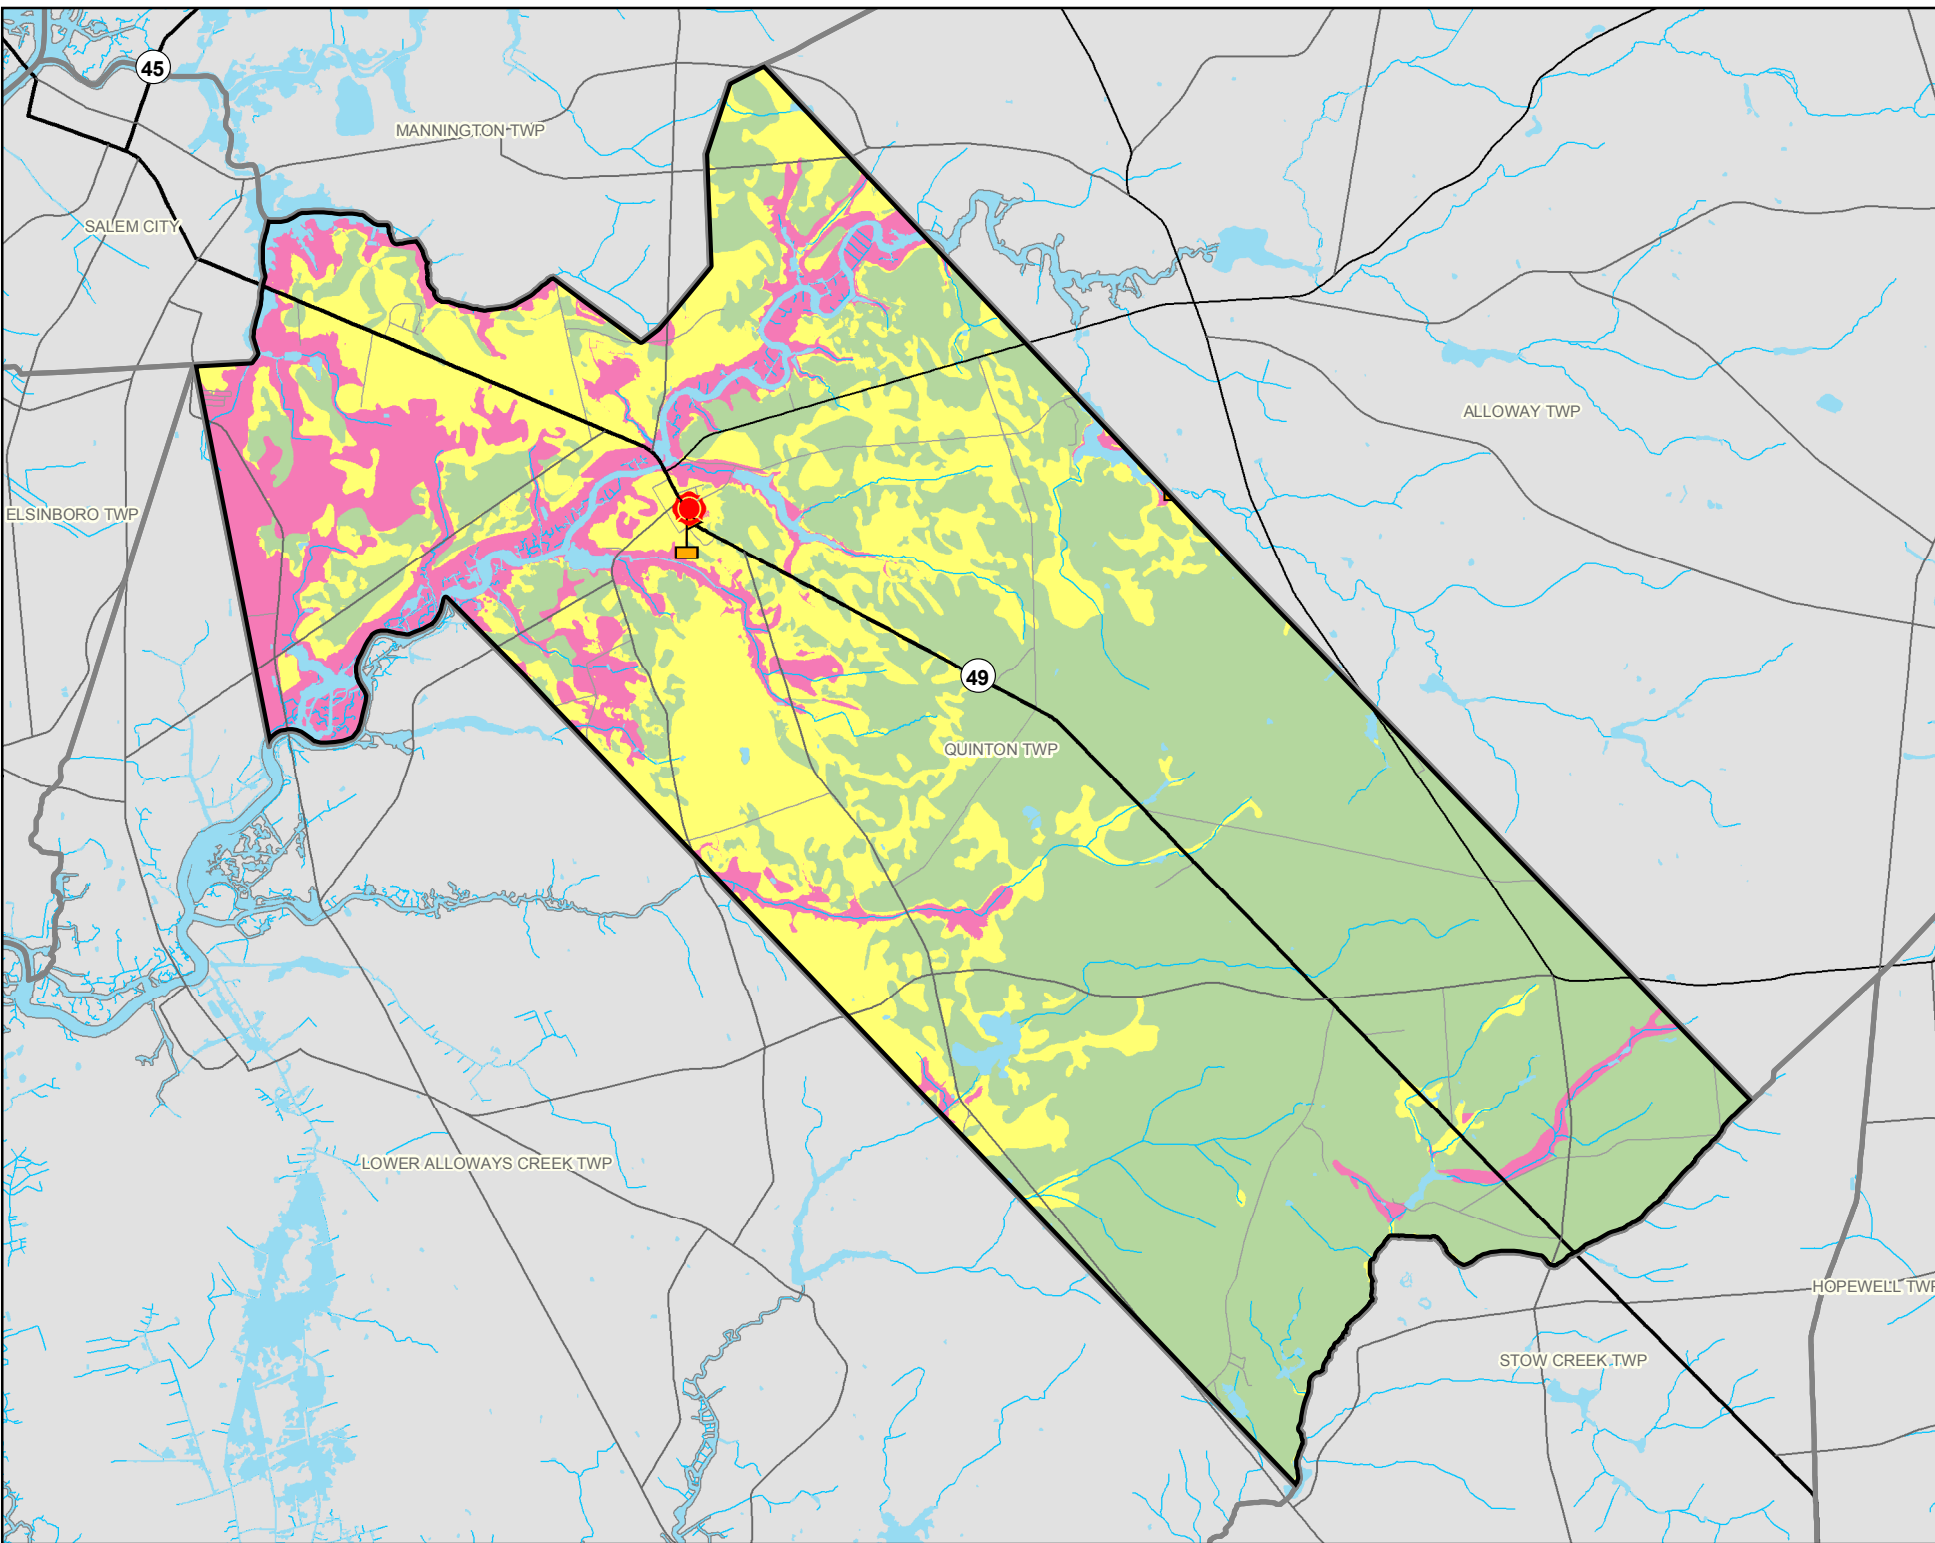 45
MANNINGTON TWP
SALEM CITY
ALLOWAY TWP
ELSINBORO TWP
49
QUINTON TWP
LOWER ALLOWAYS CREEK TWP
HOPEWELL TWP
STOW CREEK TWP